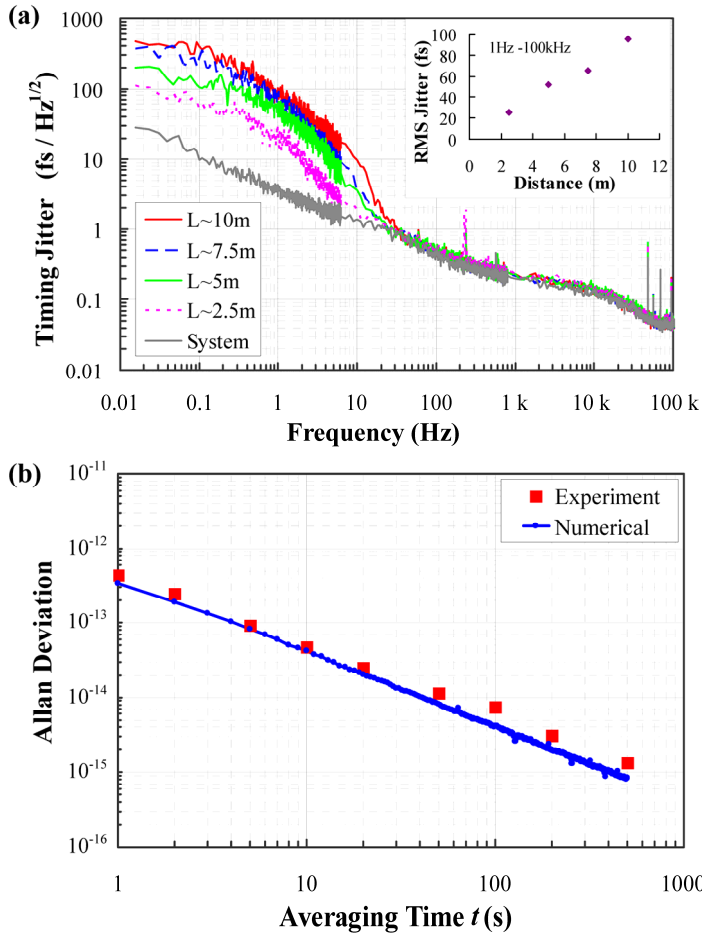 (a)
1000
100
10
1
0.1
0.01
Timing Jitter (fs / Hz^1/2)
0.01 0.1 1 10 100 1 k 10 k 100 k
Frequency (Hz)
L~10m
L~7.5m
L~5m
L~2.5m
System
1Hz -100kHz
100
80
60
40
20
0
RMS Jitter (fs)
0 2 4 6 8 10 12
Distance (m)
(b)
10^-11
10^-12
10^-13
10^-14
10^-15
10^-16
Allan Deviation
Experiment
Numerical
1 10 100 1000
Averaging Time t (s)